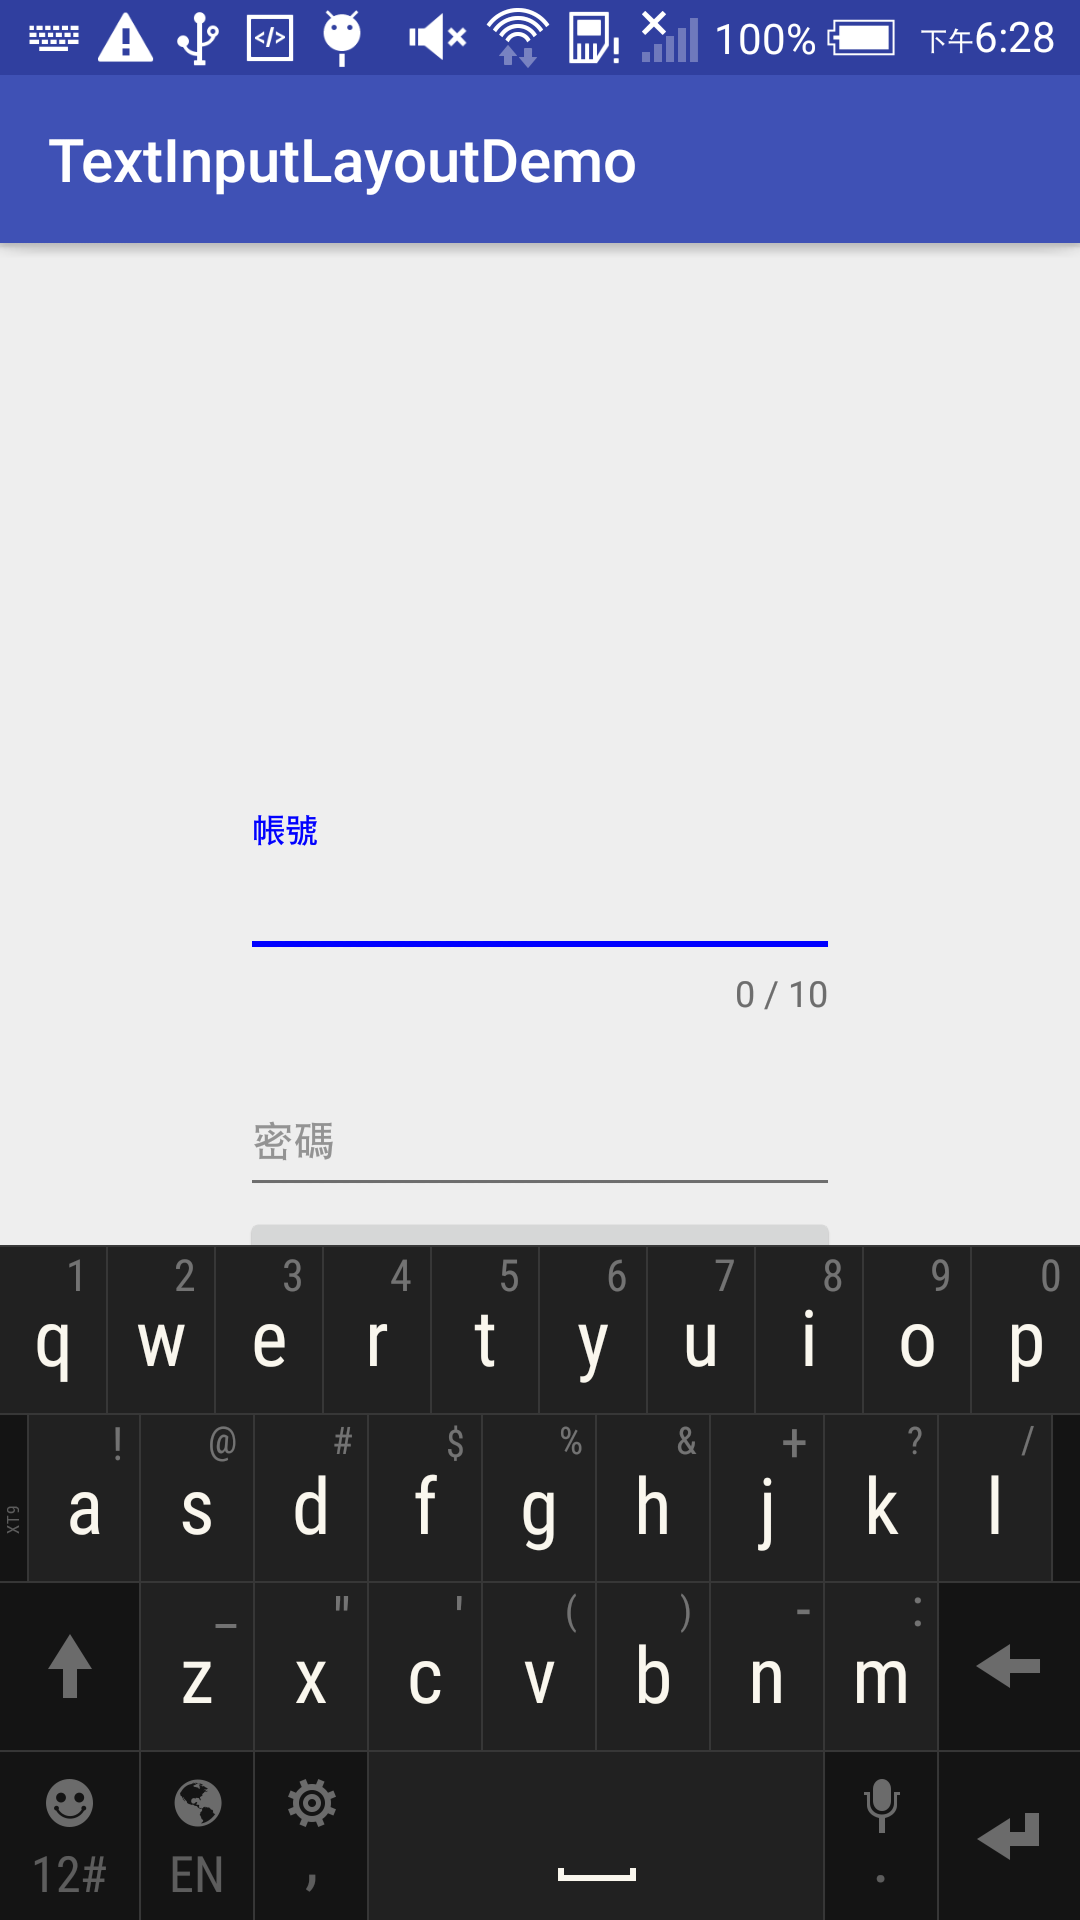 100% 下午6:28
TextInputLayoutDemo
帳號
0 / 10
密碼
1 2 3 4 5 6 7 8 9 0
q w e r t y u i o p
! @ # $ % & + ? /
XT9 a s d f g h j k l
_ " ' ( ) - :
z x c v b n m
12# EN , .